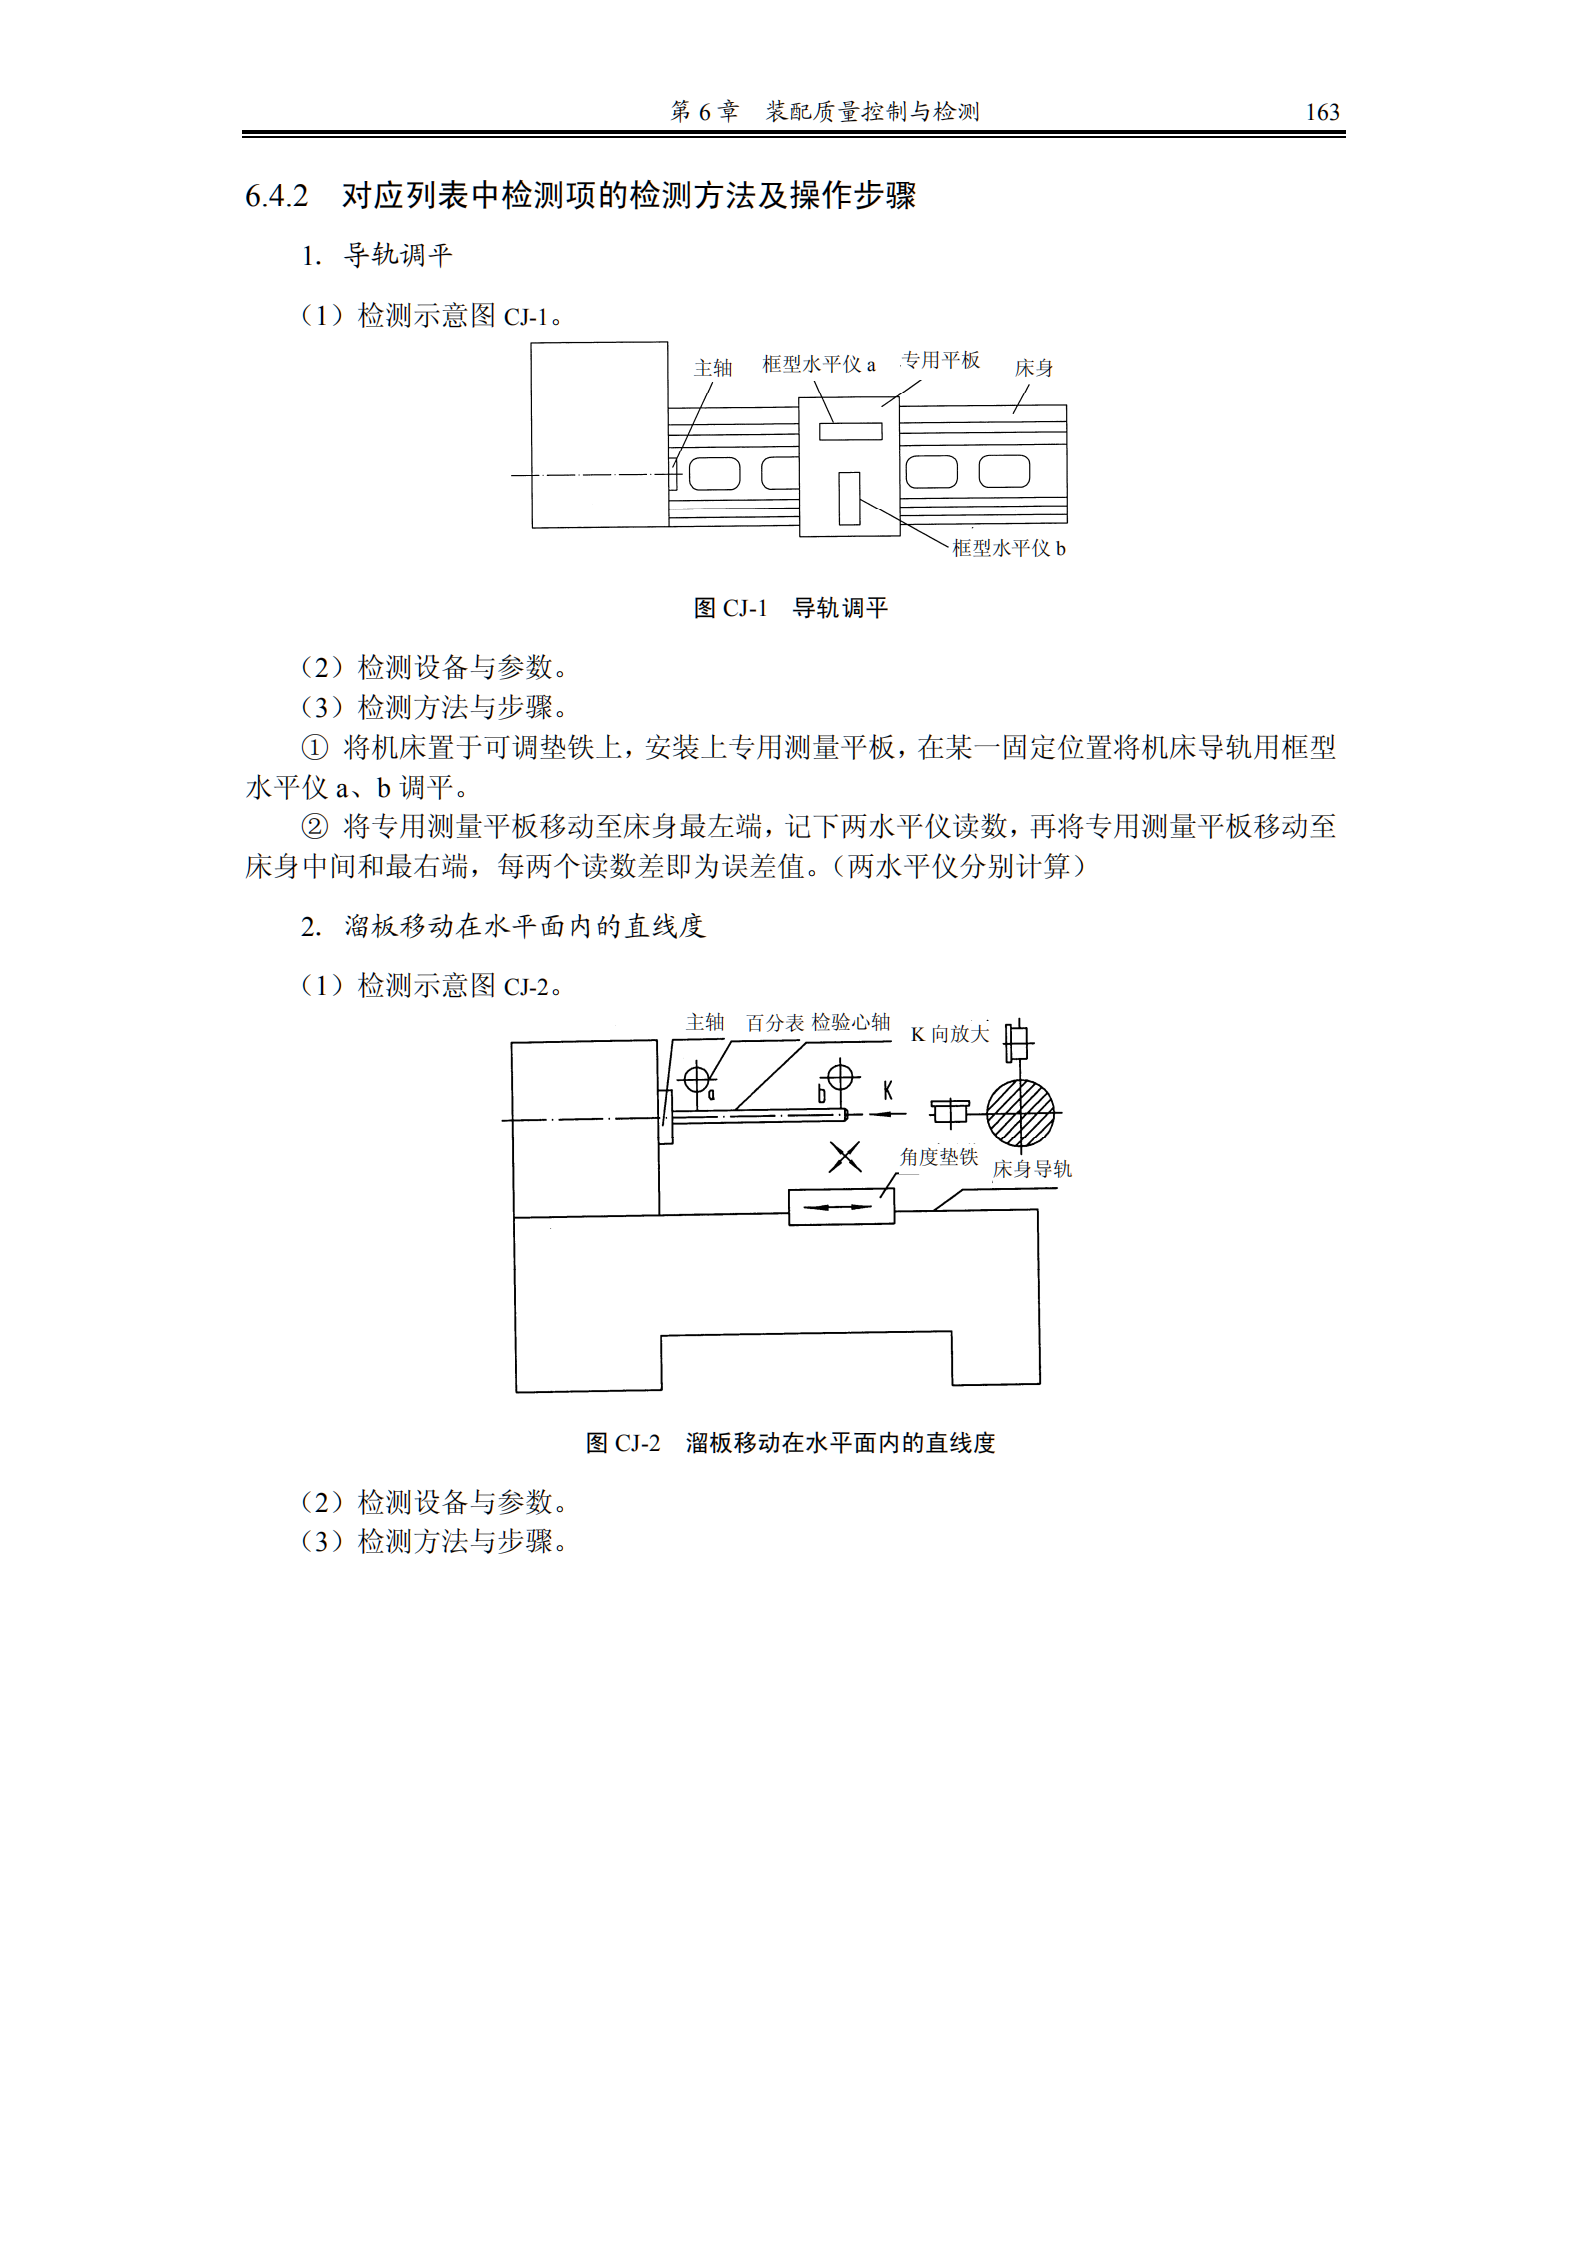 第 6 章 装配质量控制与检测 163
6.4.2 对应列表中检测项的检测方法及操作步骤
1. 导轨调平
（1）检测示意图 CJ-1。
主轴 框型水平仪 a 专用平板 床身
框型水平仪 b
图 CJ-1 导轨调平
（2）检测设备与参数。
（3）检测方法与步骤。
① 将机床置于可调垫铁上，安装上专用测量平板，在某一固定位置将机床导轨用框型
水平仪 a、b 调平。
② 将专用测量平板移动至床身最左端，记下两水平仪读数，再将专用测量平板移动至
床身中间和最右端，每两个读数差即为误差值。（两水平仪分别计算）
2. 溜板移动在水平面内的直线度
（1）检测示意图 CJ-2。
主轴 百分表 检验心轴 K 向放大
a b K
角度垫铁 床身导轨
图 CJ-2 溜板移动在水平面内的直线度
（2）检测设备与参数。
（3）检测方法与步骤。